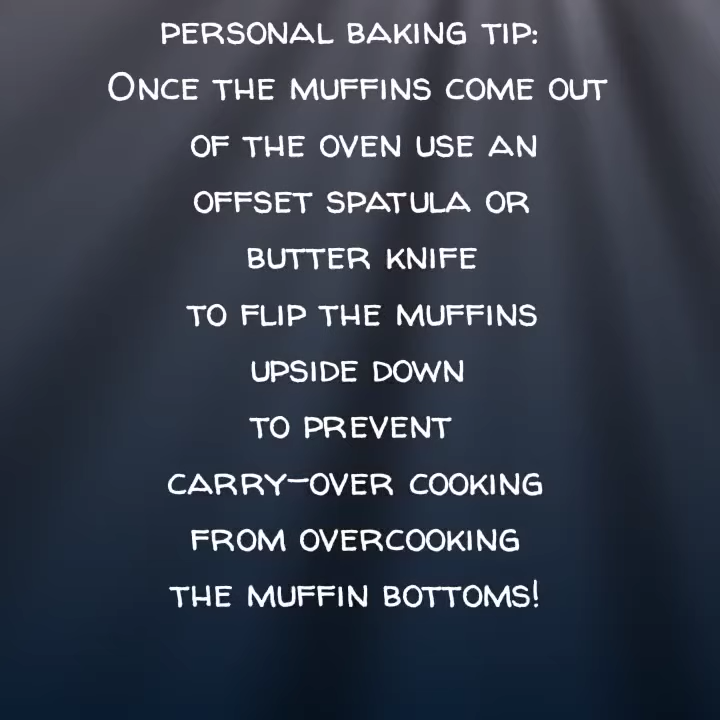 PERSONAL BAKING TIP:
ONCE THE MUFFINS COME OUT
OF THE OVEN USE AN
OFFSET SPATULA OR
BUTTER KNIFE
TO FLIP THE MUFFINS
UPSIDE DOWN
TO PREVENT
CARRY-OVER COOKING
FROM OVERCOOKING
THE MUFFIN BOTTOMS!